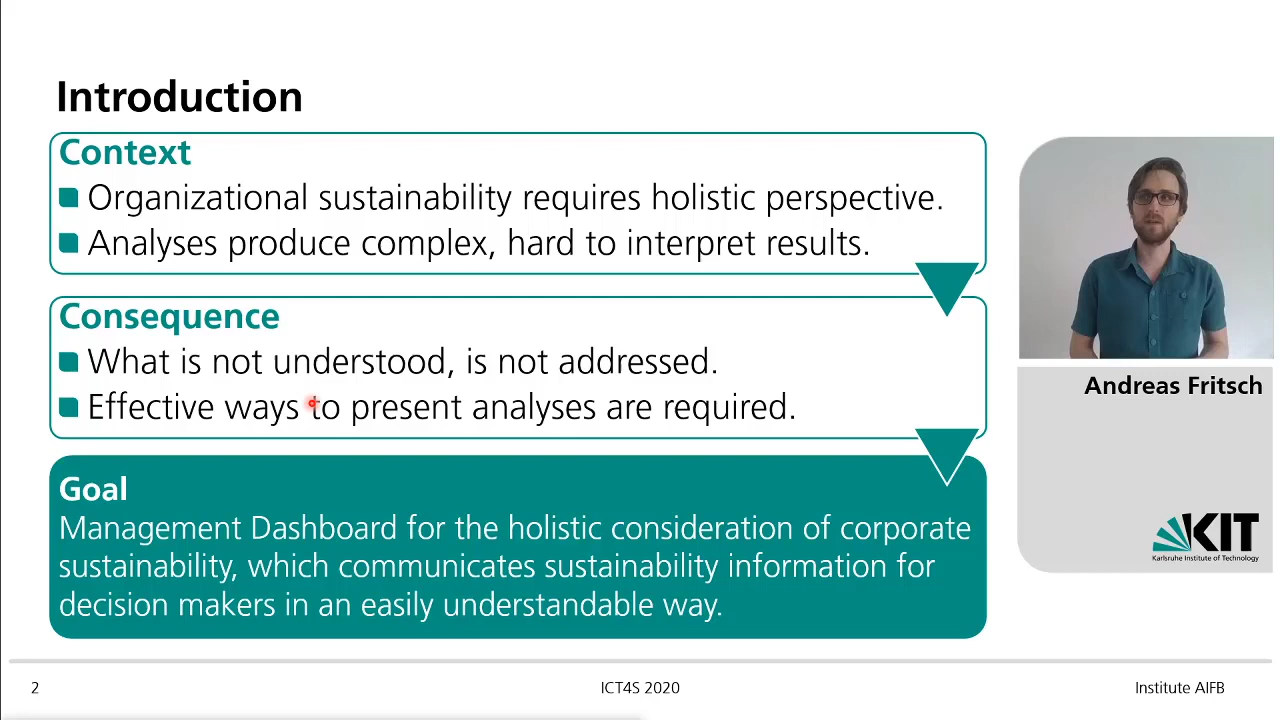 Introduction
Context
Organizational sustainability requires holistic perspective.
Analyses produce complex, hard to interpret results.
Consequence
What is not understood, is not addressed.
Effective ways to present analyses are required.
Goal
Management Dashboard for the holistic consideration of corporate
sustainability, which communicates sustainability information for
decision makers in an easily understandable way.
Andreas Fritsch
KIT
Karlsruhe Institute of Technology
2
ICT4S 2020
Institute AIFB